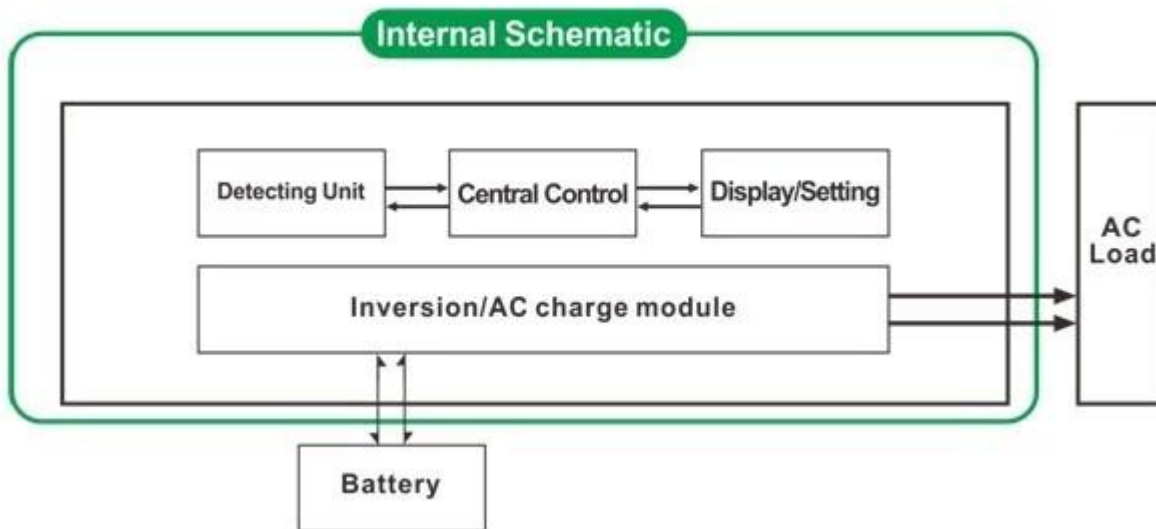 Internal Schematic
Detecting Unit
Central Control
Display/Setting
AC
Load
Inversion/AC charge module
Battery